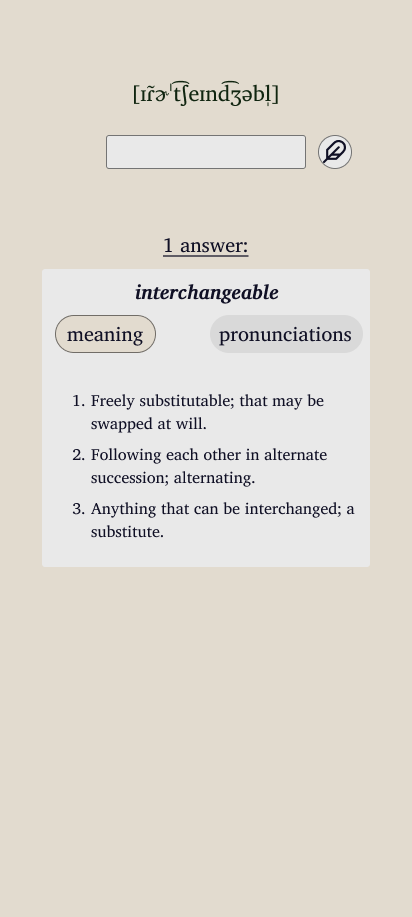 [ɪɾ̃ɚˈt͡ʃeɪnd͡ʒəbl̩]
1 answer:
interchangeable
meaning pronunciations
1. Freely substitutable; that may be
swapped at will.
2. Following each other in alternate
succession; alternating.
3. Anything that can be interchanged; a
substitute.